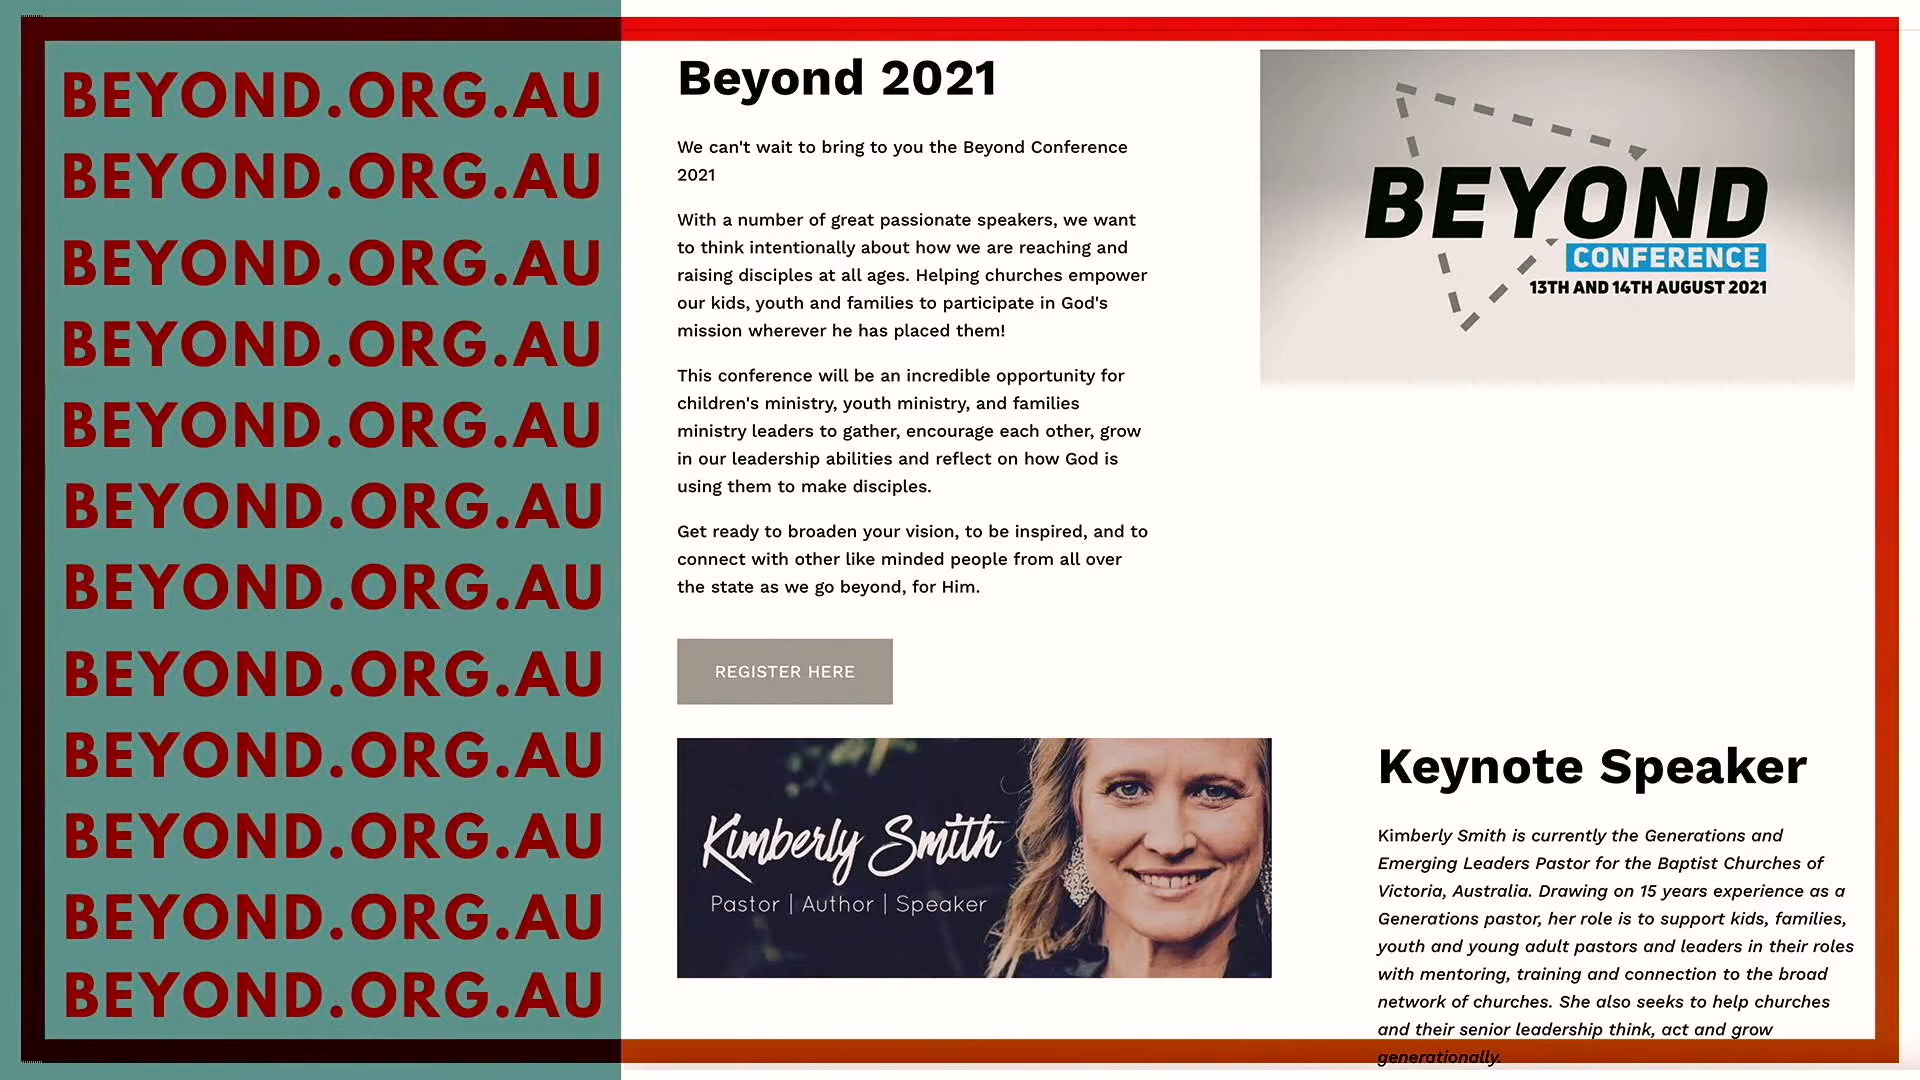 BEYOND.ORG.AU
BEYOND.ORG.AU
BEYOND.ORG.AU
BEYOND.ORG.AU
BEYOND.ORG.AU
BEYOND.ORG.AU
BEYOND.ORG.AU
BEYOND.ORG.AU
BEYOND.ORG.AU
BEYOND.ORG.AU
BEYOND.ORG.AU
BEYOND.ORG.AU
Beyond 2021
We can't wait to bring to you the Beyond Conference
2021
With a number of great passionate speakers, we want
to think intentionally about how we are reaching and
raising disciples at all ages. Helping churches empower
our kids, youth and families to participate in God's
mission wherever he has placed them!
This conference will be an incredible opportunity for
children's ministry, youth ministry, and families
ministry leaders to gather, encourage each other, grow
in our leadership abilities and reflect on how God is
using them to make disciples.
Get ready to broaden your vision, to be inspired, and to
connect with other like minded people from all over
the state as we go beyond, for Him.
REGISTER HERE
BEYOND
CONFERENCE
13TH AND 14TH AUGUST 2021
Kimberly Smith
Pastor | Author | Speaker
Keynote Speaker
Kimberly Smith is currently the Generations and
Emerging Leaders Pastor for the Baptist Churches of
Victoria, Australia. Drawing on 15 years experience as a
Generations pastor, her role is to support kids, families,
youth and young adult pastors and leaders in their roles
with mentoring, training and connection to the broad
network of churches. She also seeks to help churches
and their senior leadership think, act and grow
generationally.